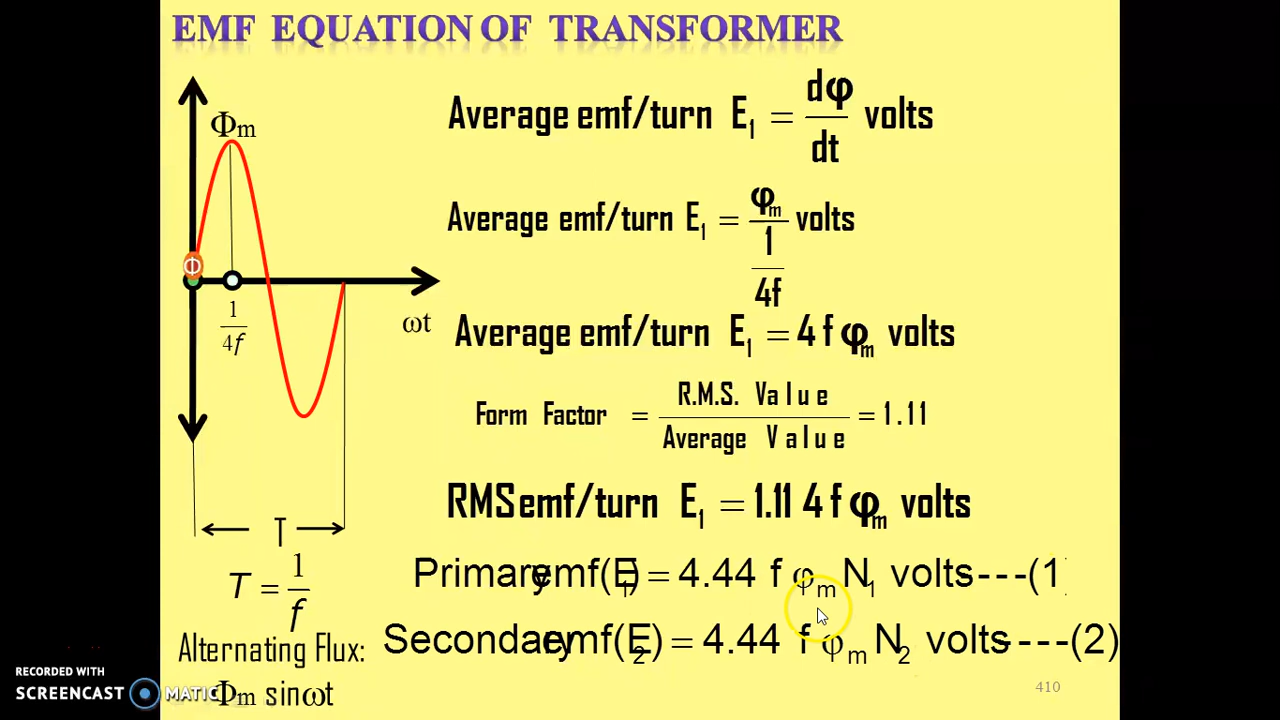 EMF EQUATION OF TRANSFORMER
Φm
Φ
1/4f
ωt
T
T = 1/f
Alternating Flux:
Φm sinωt
Average emf/turn E1 = dφ/dt volts
Average emf/turn E1 = φm/(1/4f) volts
Average emf/turn E1 = 4 f φm volts
Form Factor = R.M.S. Value/Average Value = 1.11
RMS emf/turn E1 = 1.11 4 f φm volts
Primary emf(E1) = 4.44 f φm N1 volts---(1)
Secondary emf(E2) = 4.44 f φm N2 volts----(2)
410
RECORDED WITH
SCREENCAST MATIC